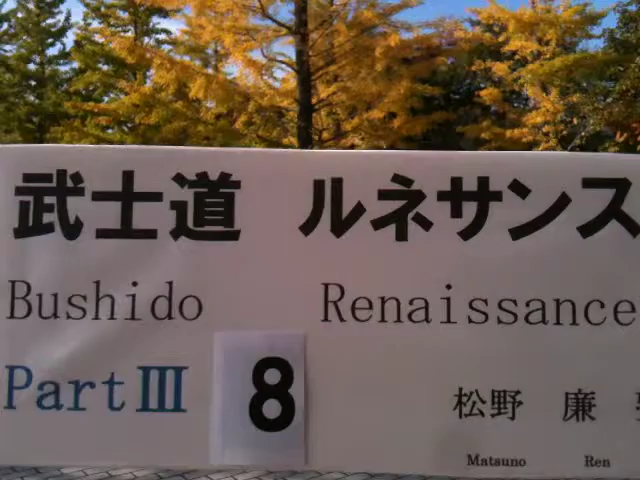 武士道 ルネサンス
Bushido Renaissance
Part Ⅲ 8
松野 廉
Matsuno Ren